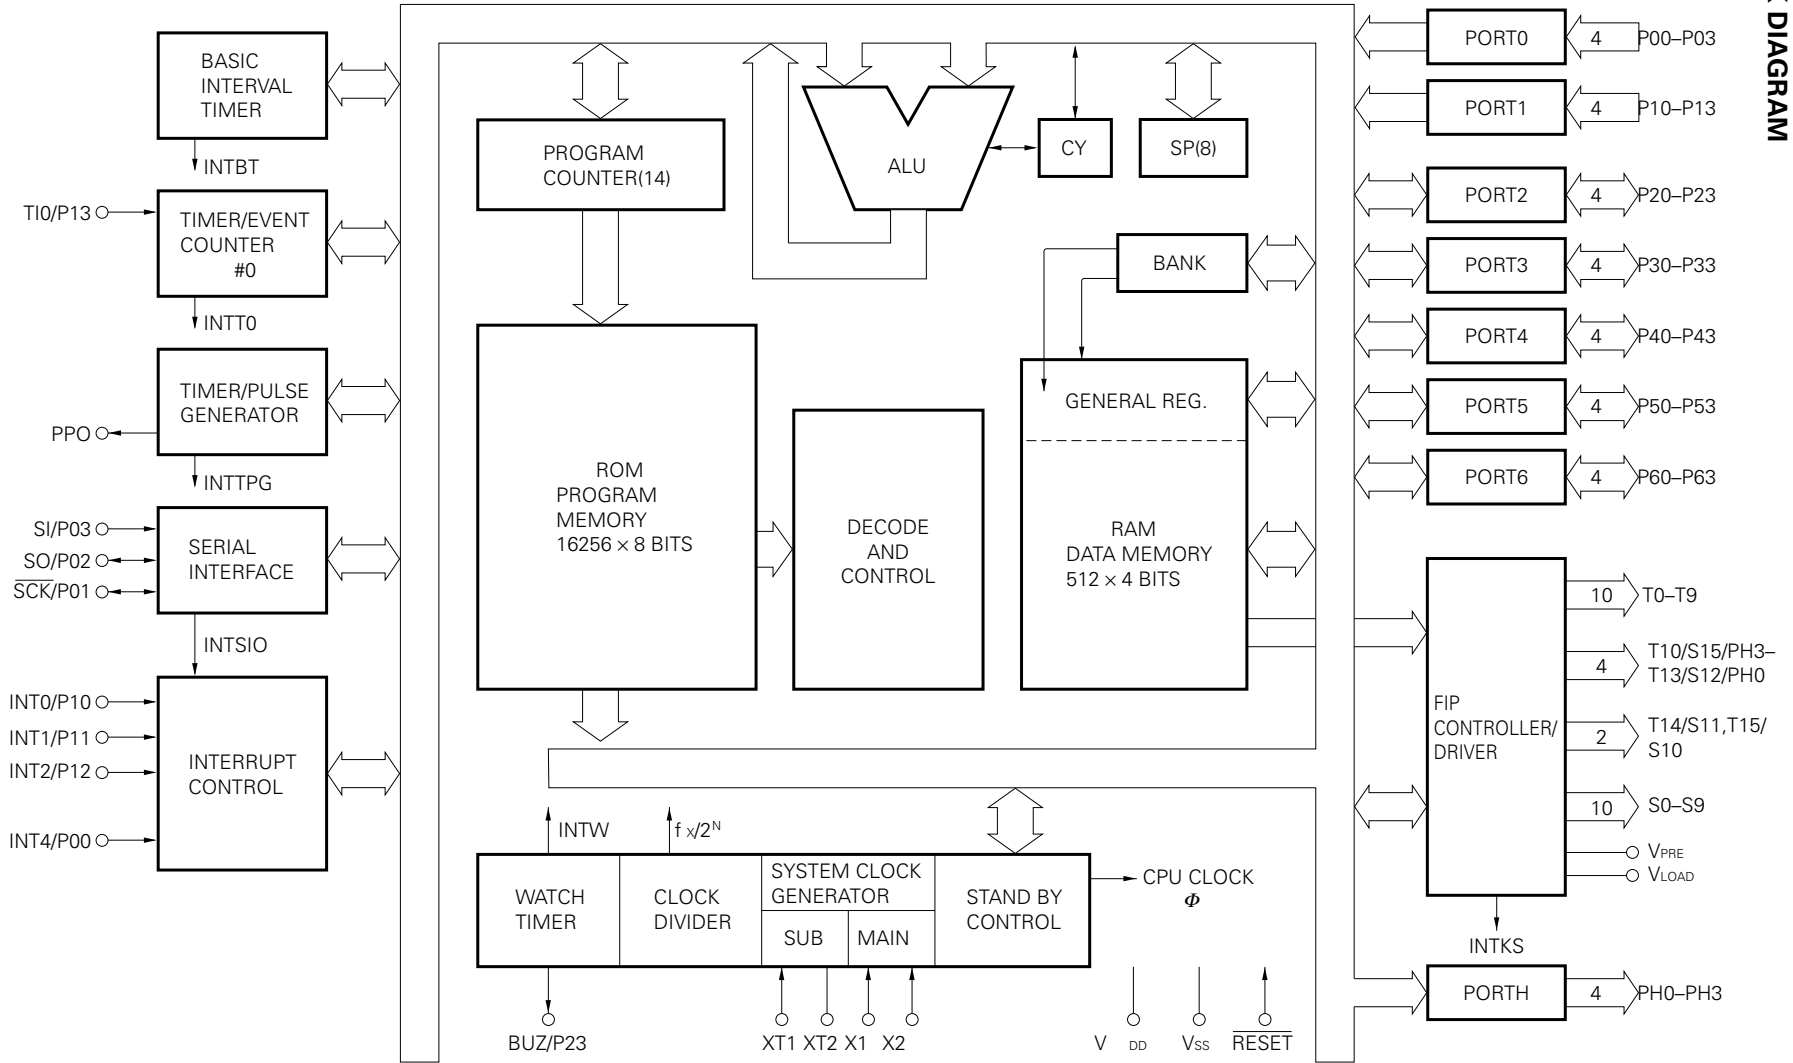 K DIAGRAM
BASIC
INTERVAL
TIMER
INTBT
TI0/P13
TIMER/EVENT
COUNTER
#0
INTT0
TIMER/PULSE
GENERATOR
PPO
INTTPG
SI/P03
SO/P02
SCK/P01
SERIAL
INTERFACE
INTSIO
INT0/P10
INT1/P11
INT2/P12
INT4/P00
INTERRUPT
CONTROL
PROGRAM
COUNTER(14)
ALU
CY
SP(8)
BANK
GENERAL REG.
ROM
PROGRAM
MEMORY
16256 × 8 BITS
DECODE
AND
CONTROL
RAM
DATA MEMORY
512 × 4 BITS
INTW
fx/2N
WATCH
TIMER
CLOCK
DIVIDER
SYSTEM CLOCK
GENERATOR
SUB
MAIN
STAND BY
CONTROL
CPU CLOCK
Φ
BUZ/P23
XT1 XT2 X1 X2
V DD
VSS
RESET
PORT0 4 P00–P03
PORT1 4 P10–P13
PORT2 4 P20–P23
PORT3 4 P30–P33
PORT4 4 P40–P43
PORT5 4 P50–P53
PORT6 4 P60–P63
FIP
CONTROLLER/
DRIVER
10 T0–T9
4 T10/S15/PH3–
T13/S12/PH0
2 T14/S11,T15/
S10
10 S0–S9
VPRE
VLOAD
INTKS
PORTH 4 PH0–PH3